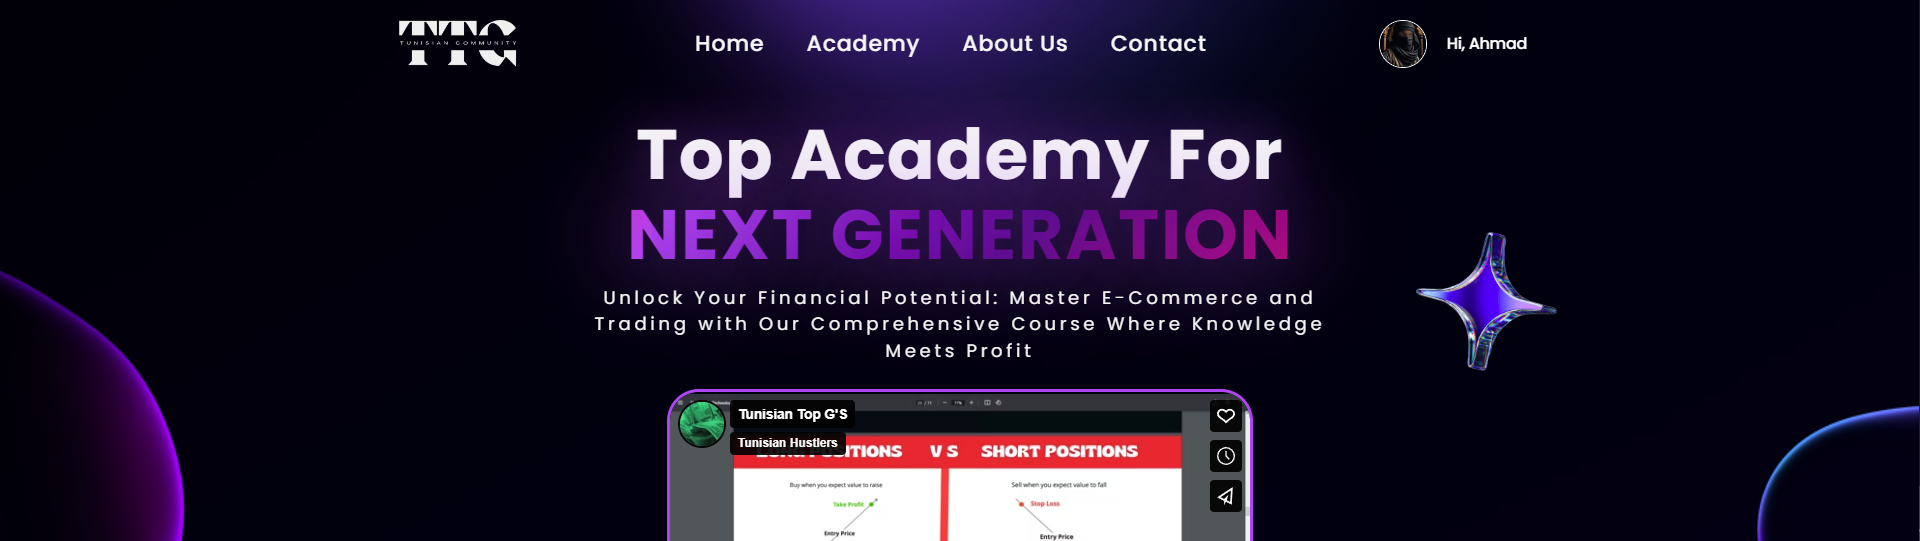 TTG
TUNISIAN COMMUNITY
Home
Academy
About Us
Contact
Hi, Ahmad
Top Academy For
NEXT GENERATION
Unlock Your Financial Potential: Master E-Commerce and
Trading with Our Comprehensive Course Where Knowledge
Meets Profit
Tunisian Top G'S
Tunisian Hustlers
POSITIONS VS SHORT POSITIONS
Buy when you expect value to raise
Sell when you expect value to fall
Take Profit
Stop Loss
Entry Price
Entry Price